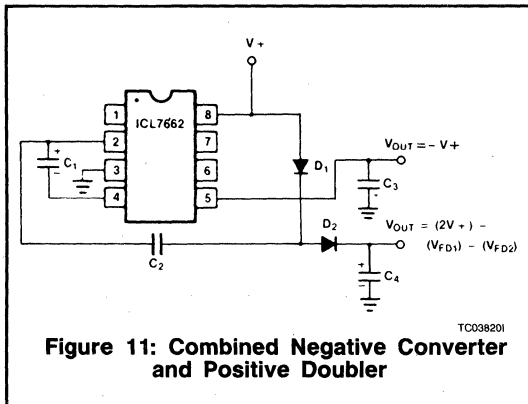 V+
ICL7662
1 8
2 7
3 6
4 5
+
-
C1
D1
VOUT = - V+
C3
-
D2
VOUT = (2V+) -
(VFD1) - (VFD2)
C2
+
-
C4
TC03820I
Figure 11: Combined Negative Converter
and Positive Doubler